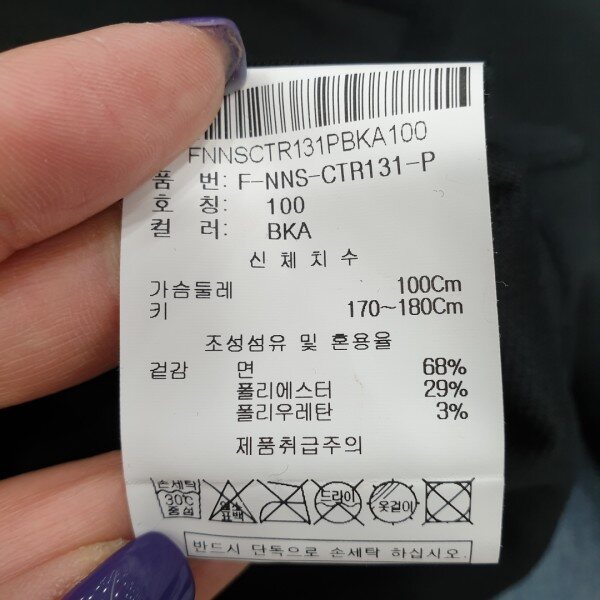 FNNSCTR131PBKA100
품 번: F-NNS-CTR131-P
호 칭: 100
컬 러: BKA
신체치수
가슴둘레 100Cm
키 170~180Cm
조성섬유 및 혼용율
겉감 면 68%
폴리에스터 29%
폴리우레탄 3%
제품취급주의
손세탁 30℃ 중성
염소 표백
드라이
옷걸이
반드시 단독으로 손세탁 하십시오.